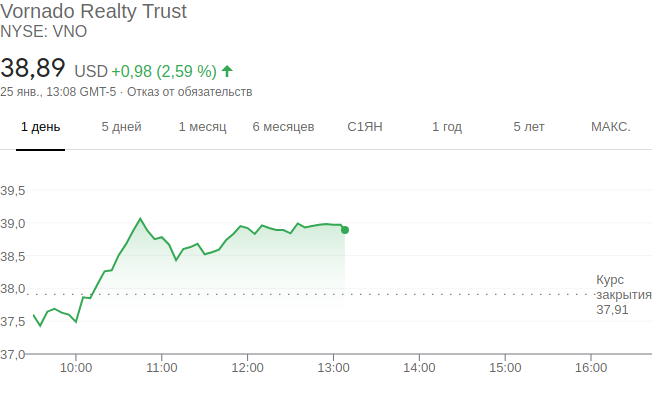 Vornado Realty Trust
NYSE: VNO
38,89 USD +0,98 (2,59 %)
25 янв., 13:08 GMT-5 · Отказ от обязательств
1 день 5 дней 1 месяц 6 месяцев С1ЯН 1 год 5 лет МАКС.
39,5
39,0
38,5
38,0
37,5
37,0
Курс
закрытия
37,91
10:00 11:00 12:00 13:00 14:00 15:00 16:00